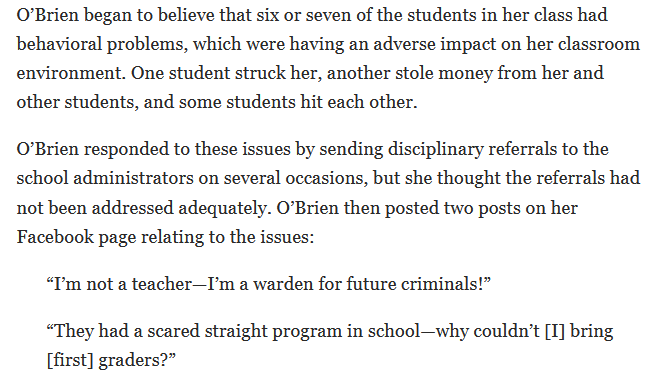 O’Brien began to believe that six or seven of the students in her class had
behavioral problems, which were having an adverse impact on her classroom
environment. One student struck her, another stole money from her and
other students, and some students hit each other.
O’Brien responded to these issues by sending disciplinary referrals to the
school administrators on several occasions, but she thought the referrals had
not been addressed adequately. O’Brien then posted two posts on her
Facebook page relating to the issues:
“I’m not a teacher—I’m a warden for future criminals!”
“They had a scared straight program in school—why couldn’t [I] bring
[first] graders?”